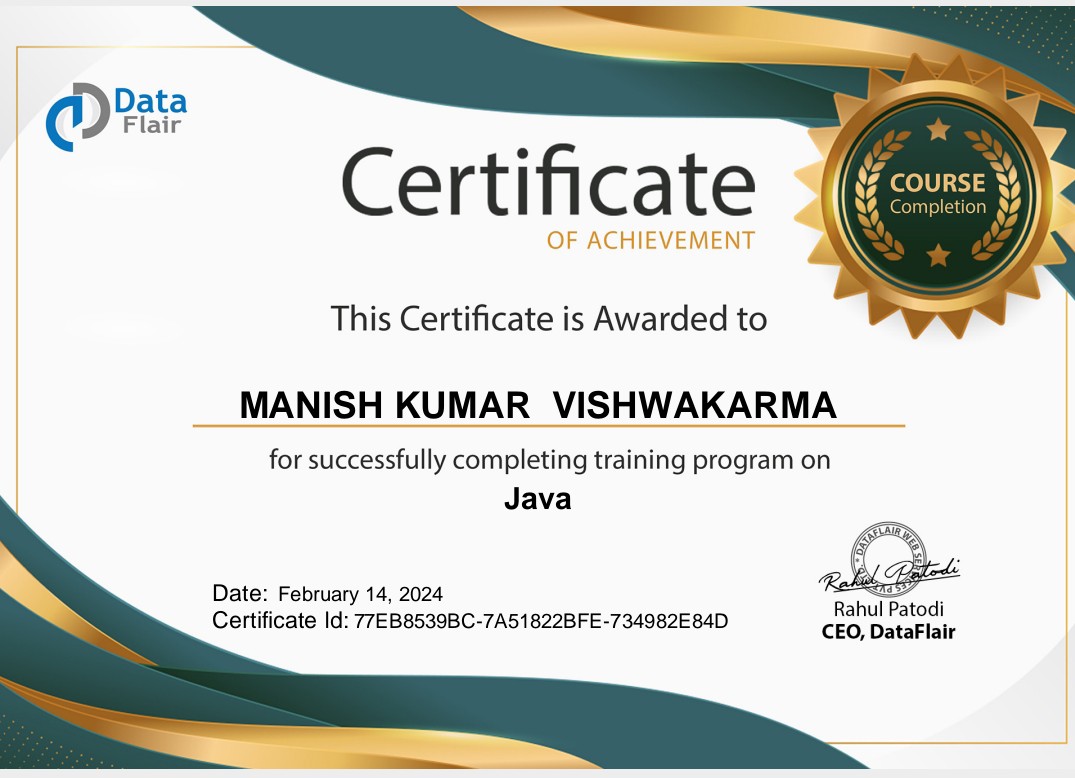 Data
Flair
Certificate
OF ACHIEVEMENT
COURSE
Completion
This Certificate is Awarded to
MANISH KUMAR  VISHWAKARMA
for successfully completing training program on
Java
Date: February 14, 2024
Certificate Id: 77EB8539BC-7A51822BFE-734982E84D
* DATAFLAIR WEB
Rahul Patodi
Rahul Patodi
CEO, DataFlair